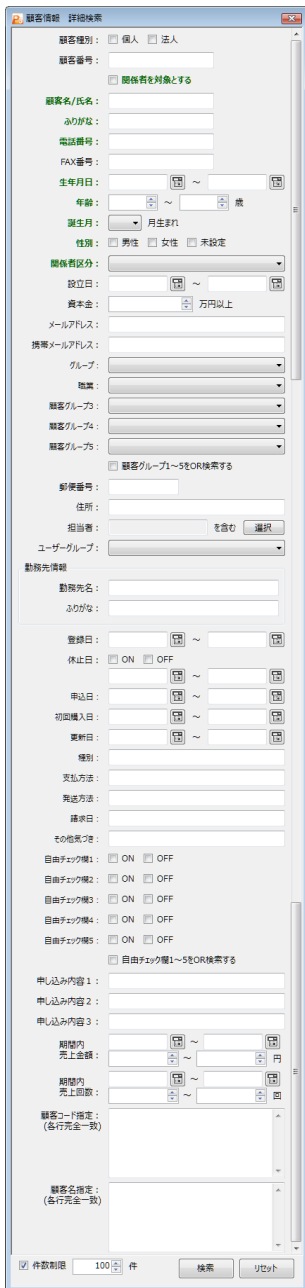 顧客情報 詳細検索
顧客種別： 個人 法人
顧客番号：
関係者を対象とする
顧客名/氏名：
ふりがな：
電話番号：
FAX番号：
生年月日： ～
年齢： ～ 歳
誕生月： 月生まれ
性別： 男性 女性 未設定
関係者区分：
設立日： ～
資本金： 万円以上
メールアドレス：
携帯メールアドレス：
グループ：
職業：
顧客グループ3：
顧客グループ4：
顧客グループ5：
顧客グループ1～5をOR検索する
郵便番号：
住所：
担当者： を含む 選択
ユーザーグループ：
勤務先情報
勤務先名：
ふりがな：
登録日： ～
休止日： ON OFF
～
申込日： ～
初回購入日： ～
更新日： ～
種別：
支払方法：
発送方法：
請求日：
その他気づき：
自由チェック欄1： ON OFF
自由チェック欄2： ON OFF
自由チェック欄3： ON OFF
自由チェック欄4： ON OFF
自由チェック欄5： ON OFF
自由チェック欄1～5をOR検索する
申し込み内容１：
申し込み内容２：
申し込み内容３：
期間内 ～
売上金額： ～ 円
期間内 ～
売上回数： ～ 回
顧客コード指定：
(各行完全一致)
顧客名指定：
(各行完全一致)
件数制限 100 件 検索 リセット